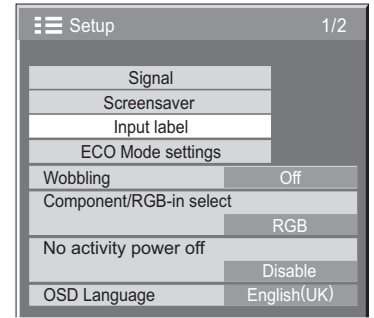 Setup 1/2
Signal
Screensaver
Input label
ECO Mode settings
Wobbling Off
Component/RGB-in select
RGB
No activity power off
Disable
OSD Language English(UK)